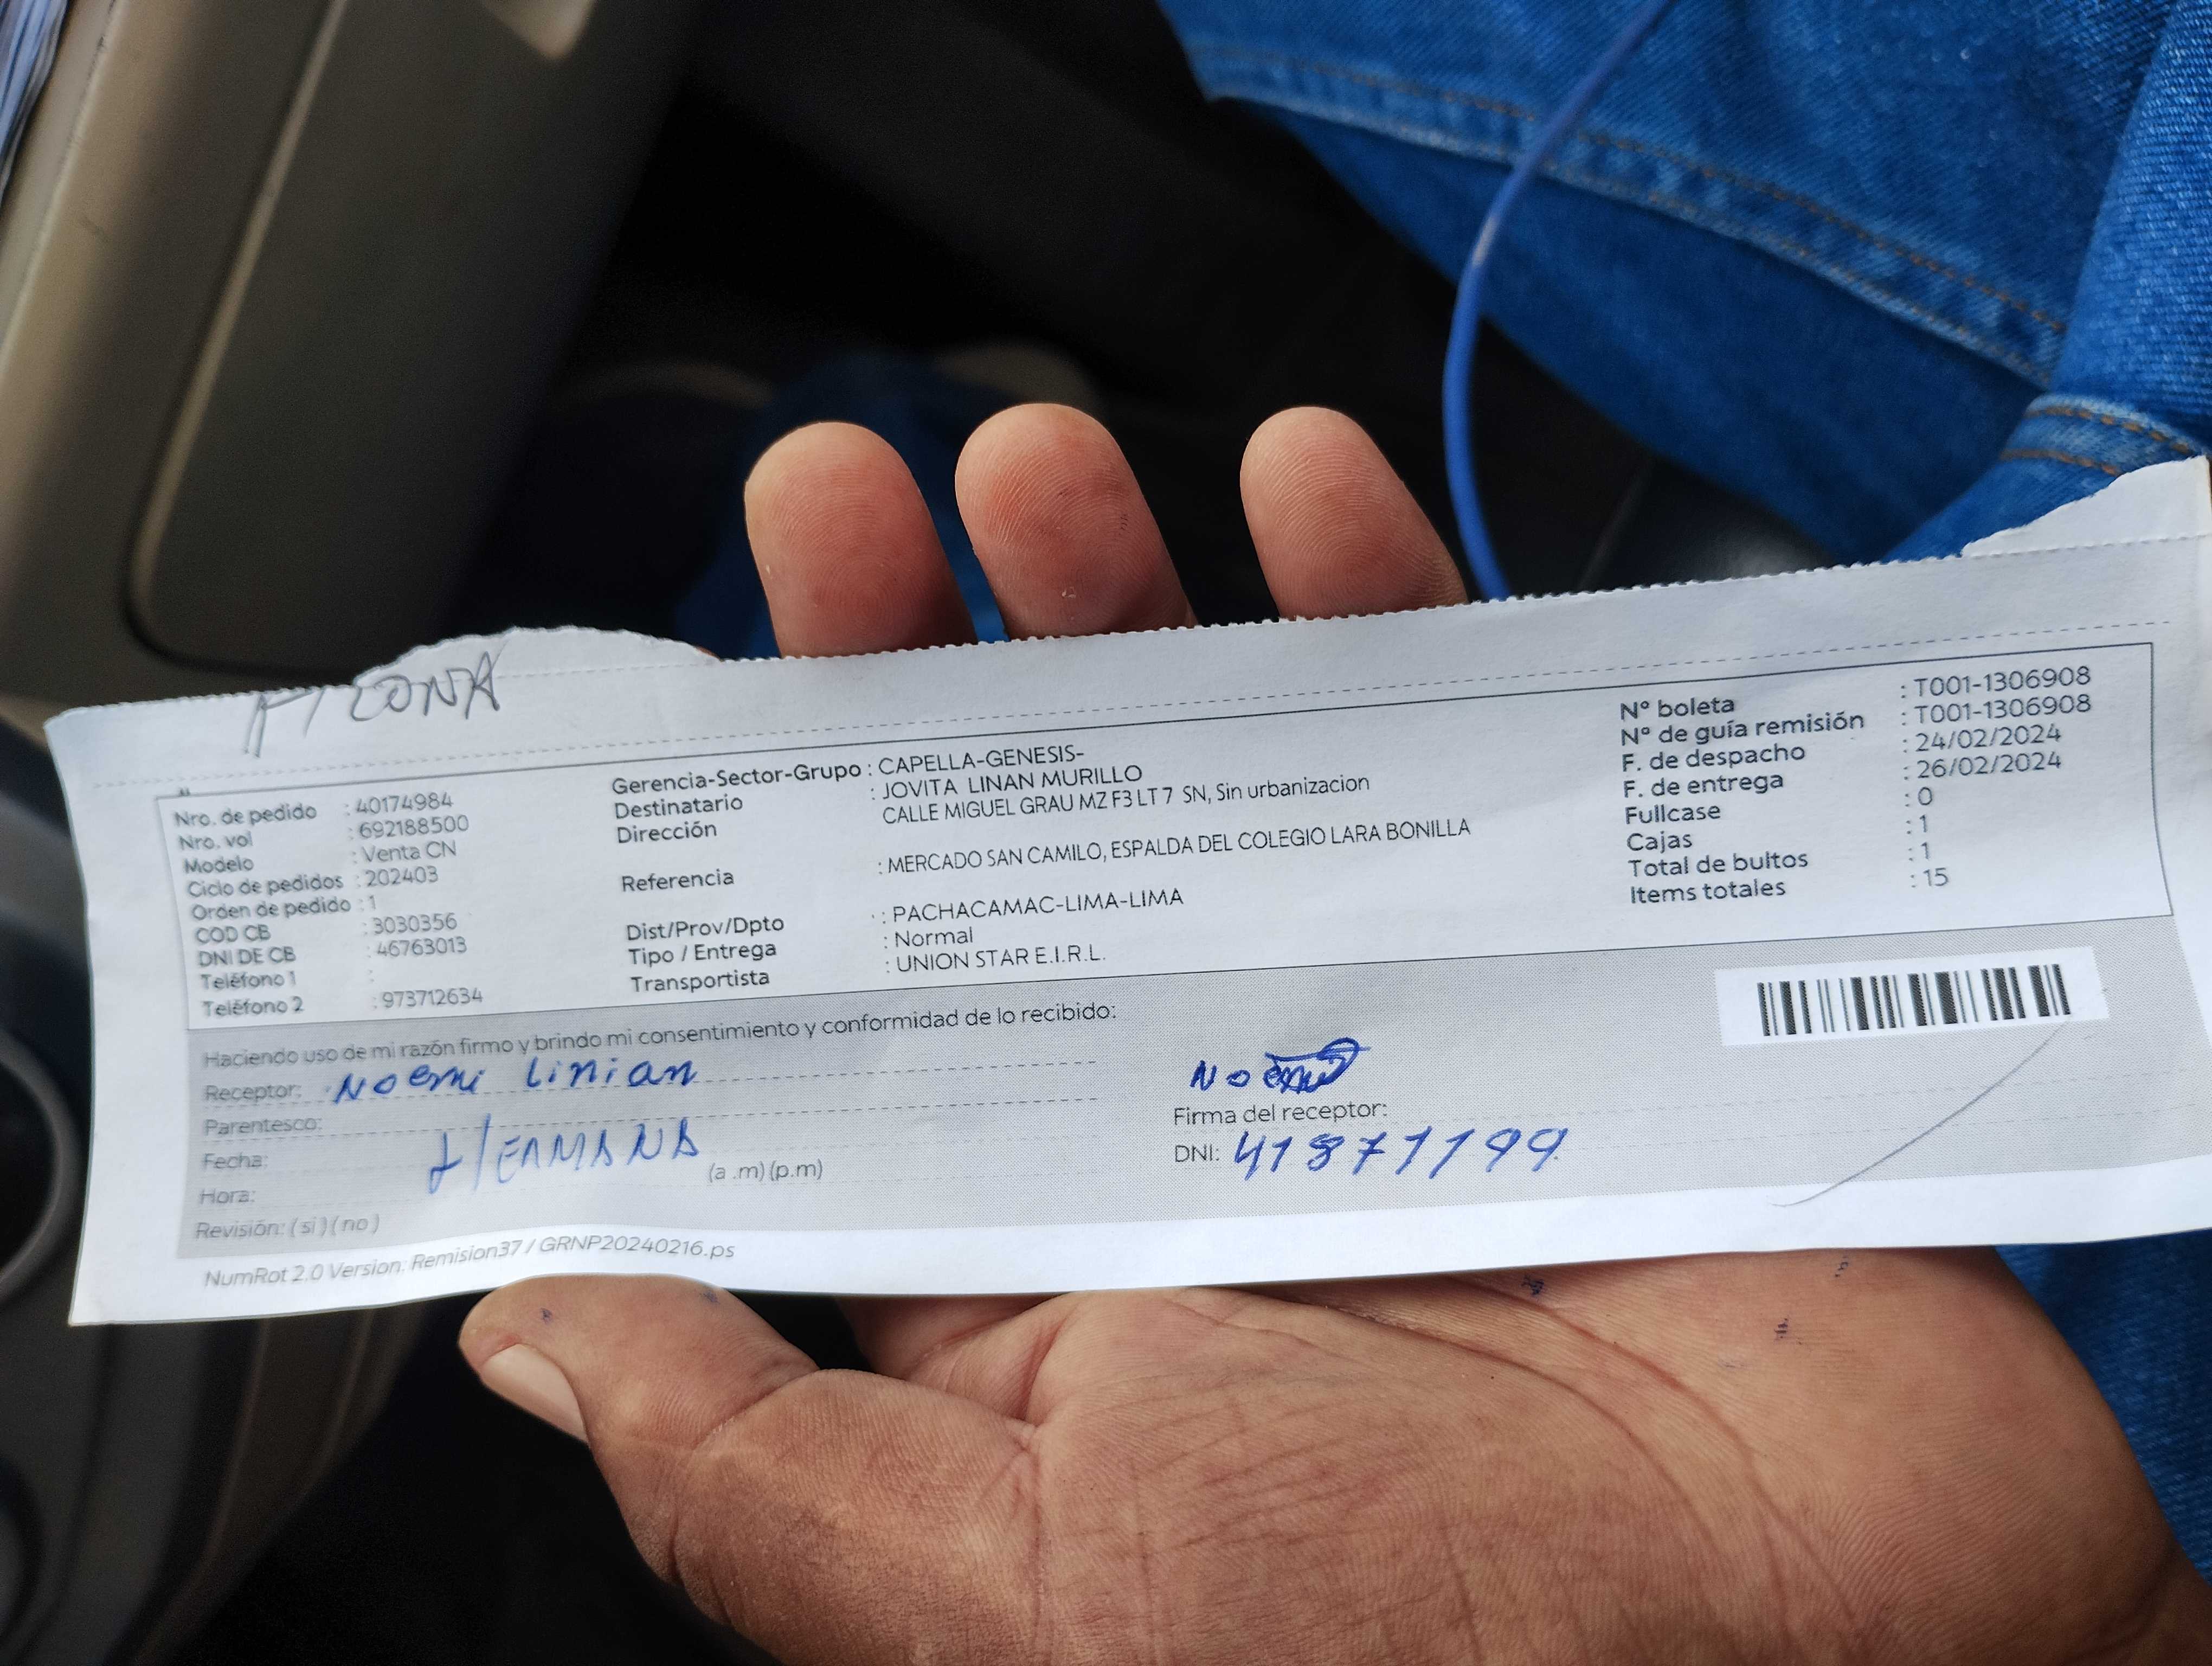 F/ZONA
Nro. de pedido : 40174984
Nro. vol : 692188500
Modelo : Venta CN
Ciclo de pedidos : 202403
Orden de pedido : 1
COD CB : 3030356
DNI DE CB : 46763013
Teléfono 1 :
Teléfono 2 : 973712634
Gerencia-Sector-Grupo : CAPELLA-GENESIS-
Destinatario : JOVITA LINAN MURILLO
Dirección CALLE MIGUEL GRAU MZ F3 LT 7 SN, Sin urbanizacion
Referencia : MERCADO SAN CAMILO, ESPALDA DEL COLEGIO LARA BONILLA
Dist/Prov/Dpto : PACHACAMAC-LIMA-LIMA
Tipo / Entrega : Normal
Transportista : UNION STAR E.I.R.L.
N° boleta : T001-1306908
N° de guía remisión : T001-1306908
F. de despacho : 24/02/2024
F. de entrega : 26/02/2024
Fullcase : 0
Cajas : 1
Total de bultos : 1
Items totales : 15
Haciendo uso de mi razón firmo y brindo mi consentimiento y conformidad de lo recibido:
Receptor: Noemi Linian
Parentesco:
HERMANA
Fecha:
Hora: (a .m) (p.m)
Revisión: ( si ) ( no )
Noemi
Firma del receptor:
DNI: 41871199
NumRot 2.0 Version: Remision37 / GRNP20240216.ps